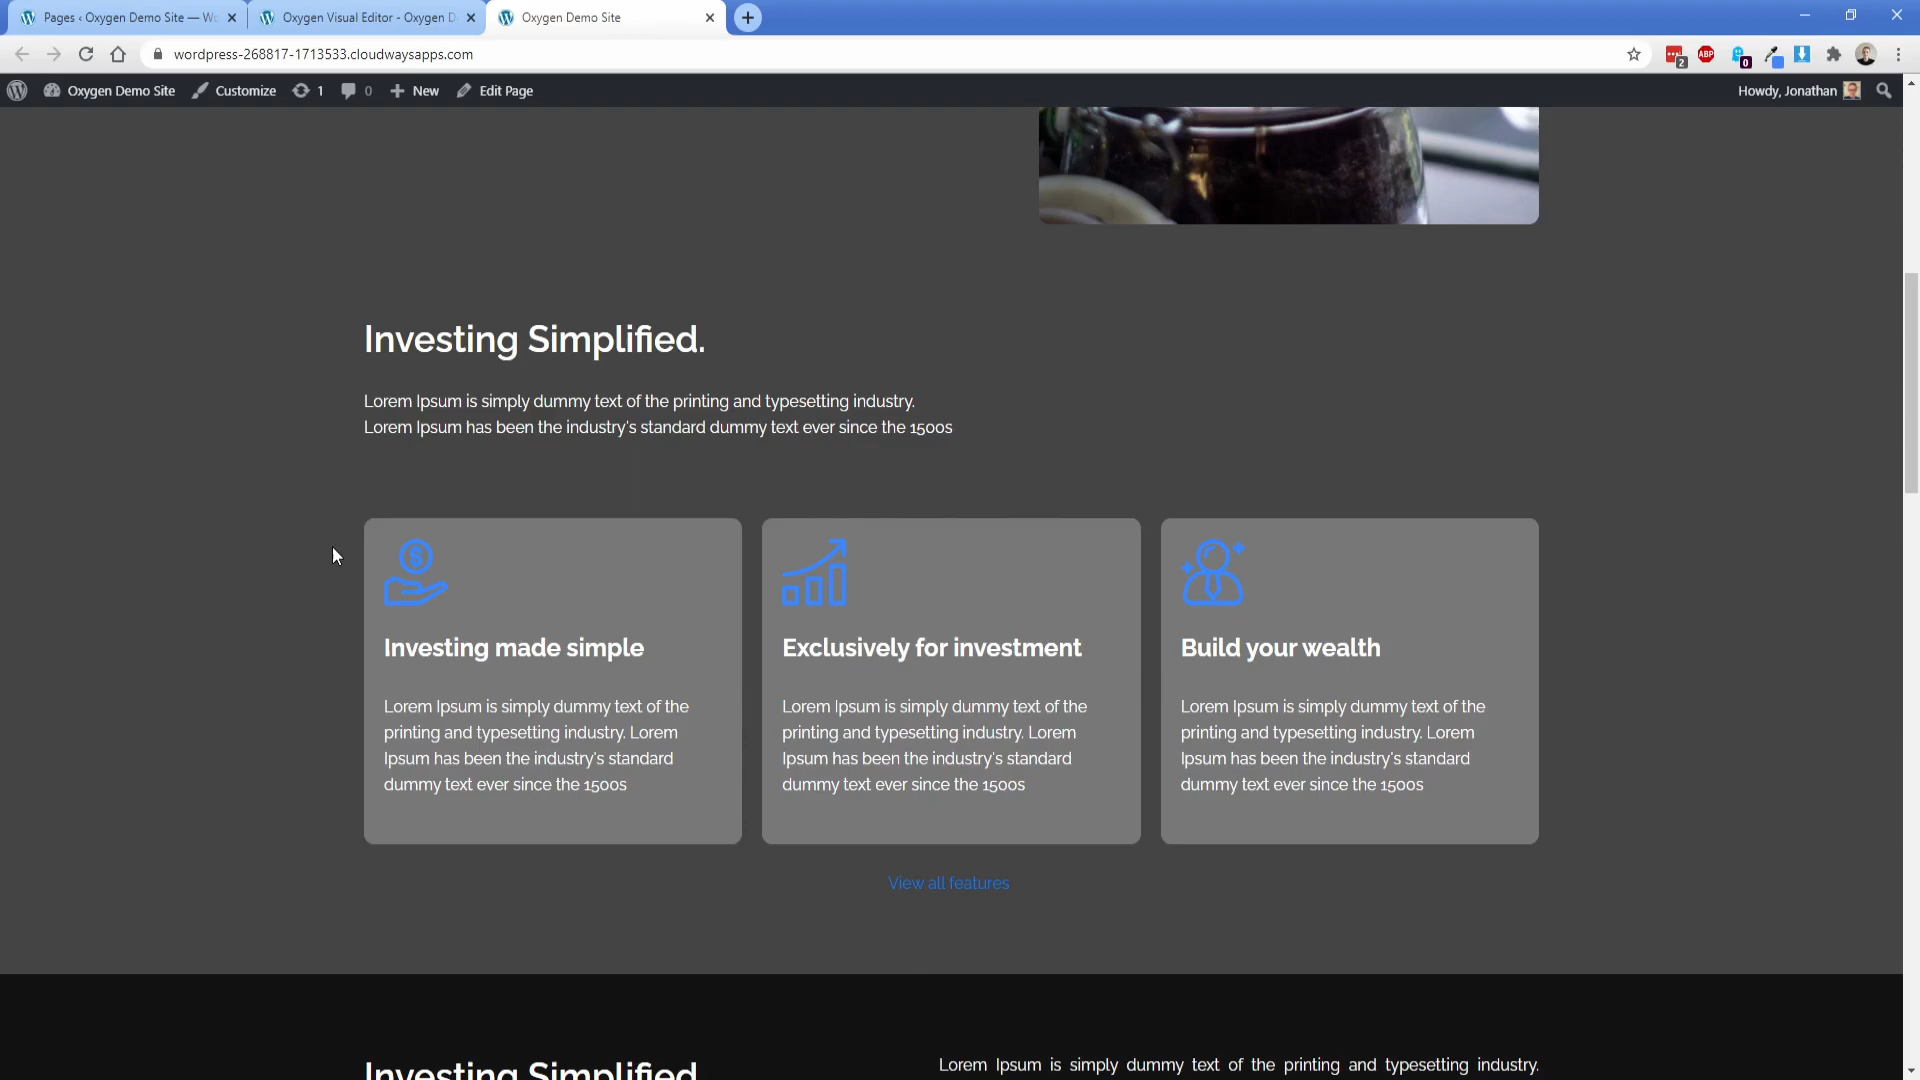 Pages ‹ Oxygen Demo Site — Wo
Oxygen Visual Editor - Oxygen D
Oxygen Demo Site
wordpress-268817-1713533.cloudwaysapps.com
2
ABP
0
Oxygen Demo Site
Customize
1
0
New
Edit Page
Howdy, Jonathan
Investing Simplified.
Lorem Ipsum is simply dummy text of the printing and typesetting industry.
Lorem Ipsum has been the industry's standard dummy text ever since the 1500s
Investing made simple
Lorem Ipsum is simply dummy text of the
printing and typesetting industry. Lorem
Ipsum has been the industry's standard
dummy text ever since the 1500s
Exclusively for investment
Lorem Ipsum is simply dummy text of the
printing and typesetting industry. Lorem
Ipsum has been the industry's standard
dummy text ever since the 1500s
Build your wealth
Lorem Ipsum is simply dummy text of the
printing and typesetting industry. Lorem
Ipsum has been the industry's standard
dummy text ever since the 1500s
View all features
Investing Simplified
Lorem Ipsum is simply dummy text of the printing and typesetting industry.